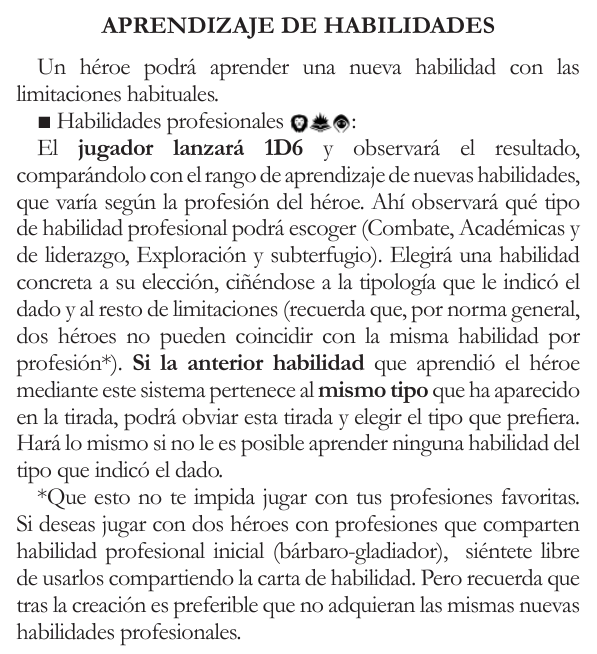 APRENDIZAJE DE HABILIDADES
Un héroe podrá aprender una nueva habilidad con las
limitaciones habituales.
■ Habilidades profesionales :
El jugador lanzará 1D6 y observará el resultado,
comparándolo con el rango de aprendizaje de nuevas habilidades,
que varía según la profesión del héroe. Ahí observará qué tipo
de habilidad profesional podrá escoger (Combate, Académicas y
de liderazgo, Exploración y subterfugio). Elegirá una habilidad
concreta a su elección, ciñéndose a la tipología que le indicó el
dado y al resto de limitaciones (recuerda que, por norma general,
dos héroes no pueden coincidir con la misma habilidad por
profesión*). Si la anterior habilidad que aprendió el héroe
mediante este sistema pertenece al mismo tipo que ha aparecido
en la tirada, podrá obviar esta tirada y elegir el tipo que prefiera.
Hará lo mismo si no le es posible aprender ninguna habilidad del
tipo que indicó el dado.
*Que esto no te impida jugar con tus profesiones favoritas.
Si deseas jugar con dos héroes con profesiones que comparten
habilidad profesional inicial (bárbaro-gladiador), siéntete libre
de usarlos compartiendo la carta de habilidad. Pero recuerda que
tras la creación es preferible que no adquieran las mismas nuevas
habilidades profesionales.